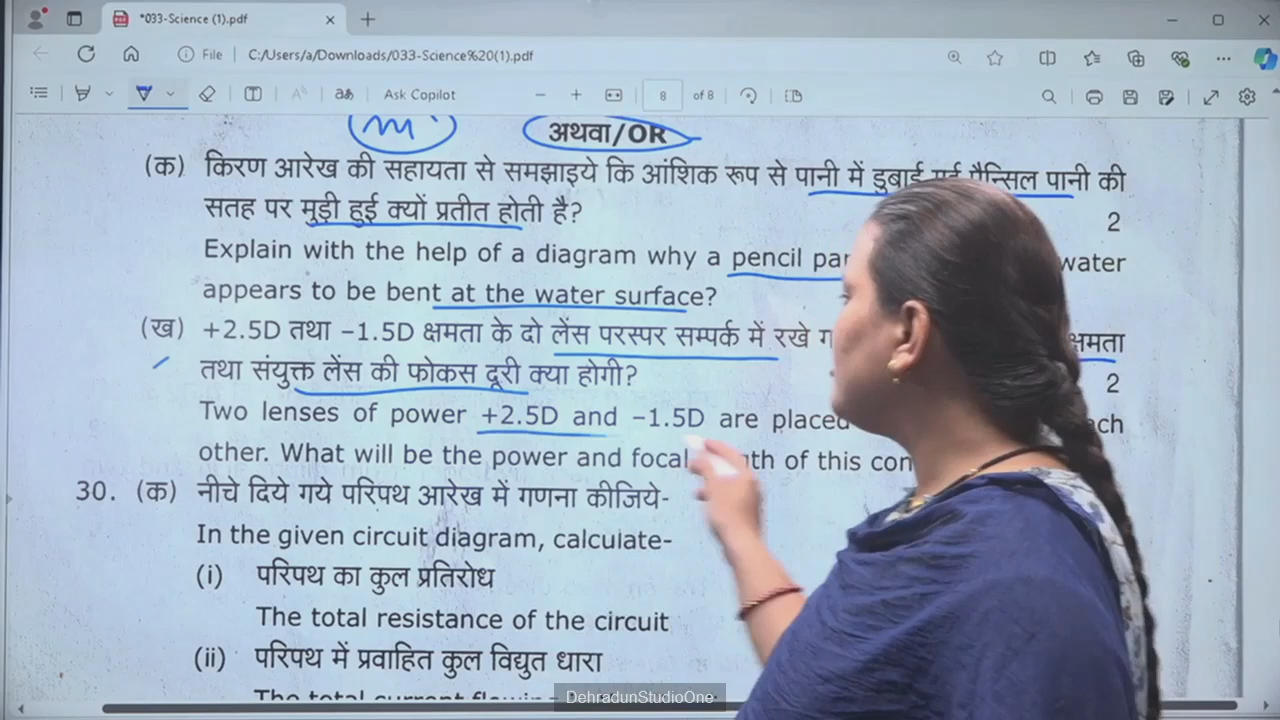 *033-Science (1).pdf
File C:/Users/a/Downloads/033-Science%20(1).pdf
Ask Copilot 8 of 8
m
अथवा/OR
(क) किरण आरेख की सहायता से समझाइये कि आंशिक रूप से पानी में डुबाई गई पैन्सिल पानी की
सतह पर मुड़ी हुई क्यों प्रतीत होती है? 2
Explain with the help of a diagram why a pencil par water
appears to be bent at the water surface?
(ख) +2.5D तथा –1.5D क्षमता के दो लेंस परस्पर सम्पर्क में रखे क्षमता
तथा संयुक्त लेंस की फोकस दूरी क्या होगी? 2
Two lenses of power +2.5D and –1.5D are placed ach
other. What will be the power and focal th of this con
30. (क) नीचे दिये गये परिपथ आरेख में गणना कीजिये-
In the given circuit diagram, calculate-
(i) परिपथ का कुल प्रतिरोध
The total resistance of the circuit
(ii) परिपथ में प्रवाहित कुल विद्युत धारा
The total current
DehradunStudioOne